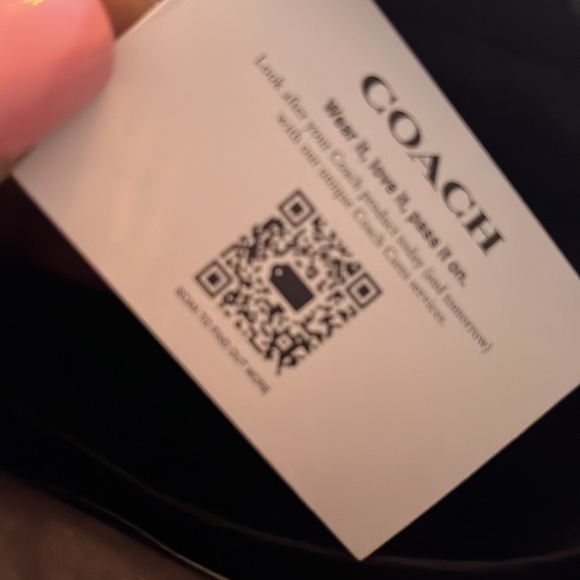 COACH
Wear it, love it, pass it on.
Look after your Coach product today (and tomorrow)
with our unique Coach Care services.
SCAN TO FIND OUT MORE